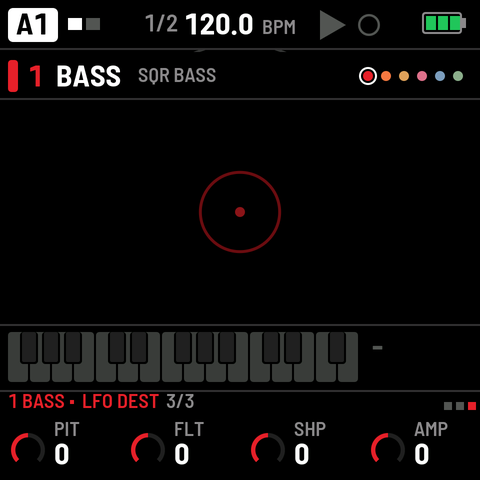 A1 1/2 120.0 BPM
1 BASS SQR BASS
–
1 BASS • LFO DEST 3/3
PIT FLT SHP AMP
0 0 0 0